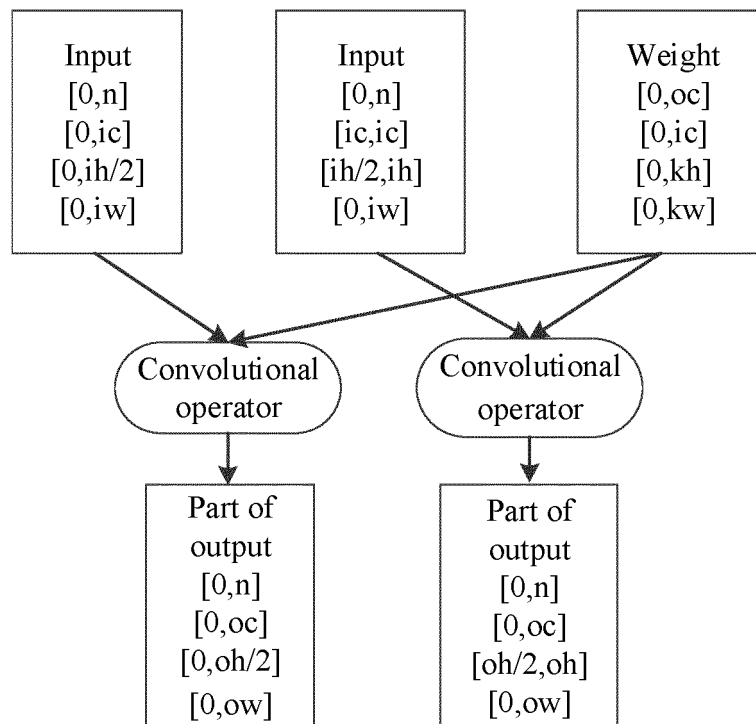 Input
[0,n]
[0,ic]
[0,ih/2]
[0,iw]
Input
[0,n]
[ic,ic]
[ih/2,ih]
[0,iw]
Weight
[0,oc]
[0,ic]
[0,kh]
[0,kw]
Convolutional
operator
Convolutional
operator
Part of
output
[0,n]
[0,oc]
[0,oh/2]
[0,ow]
Part of
output
[0,n]
[0,oc]
[oh/2,oh]
[0,ow]